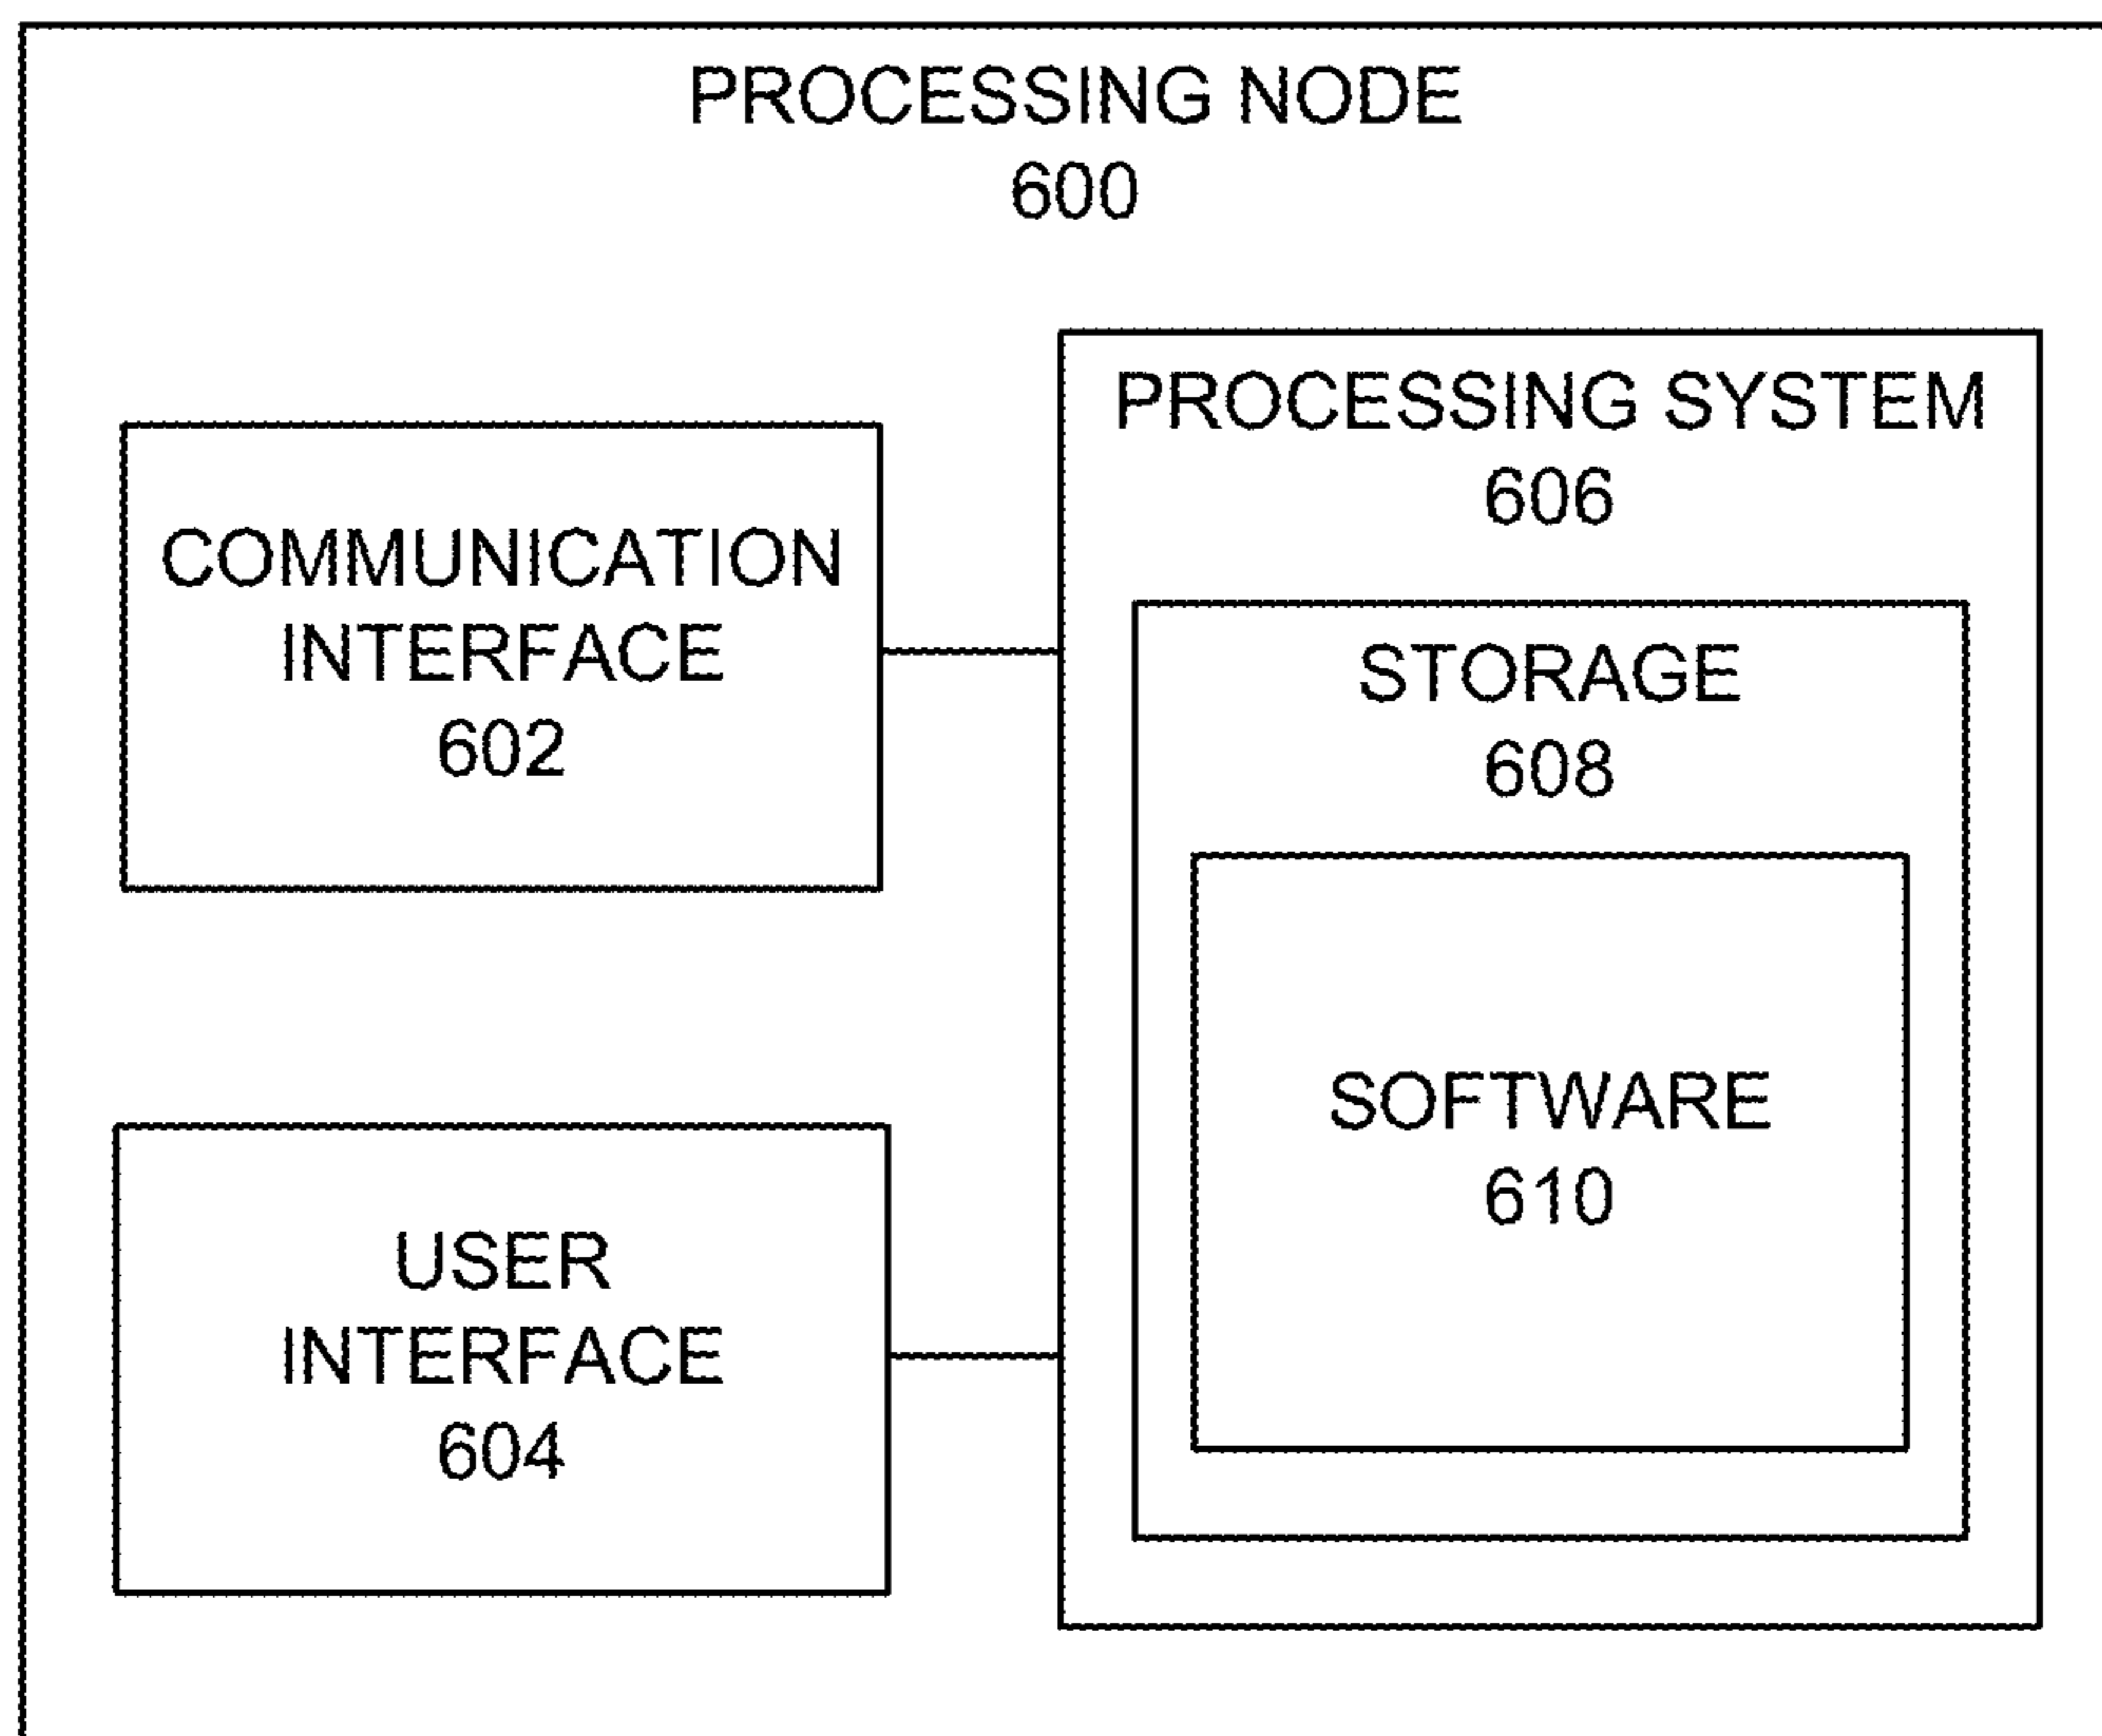 PROCESSING NODE
600
COMMUNICATION
INTERFACE
602
USER
INTERFACE
604
PROCESSING SYSTEM
606
STORAGE
608
SOFTWARE
610